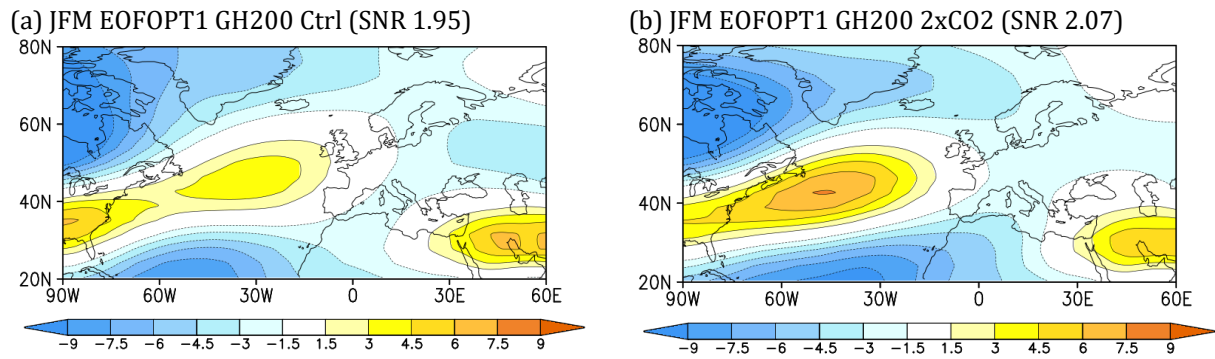 (a) JFM EOFOPT1 GH200 Ctrl (SNR 1.95)
80N
60N
40N
20N
90W 60W 30W 0 30E 60E
−9 −7.5 −6 −4.5 −3 −1.5 1.5 3 4.5 6 7.5 9
(b) JFM EOFOPT1 GH200 2xCO2 (SNR 2.07)
80N
60N
40N
20N
90W 60W 30W 0 30E 60E
−9 −7.5 −6 −4.5 −3 −1.5 1.5 3 4.5 6 7.5 9